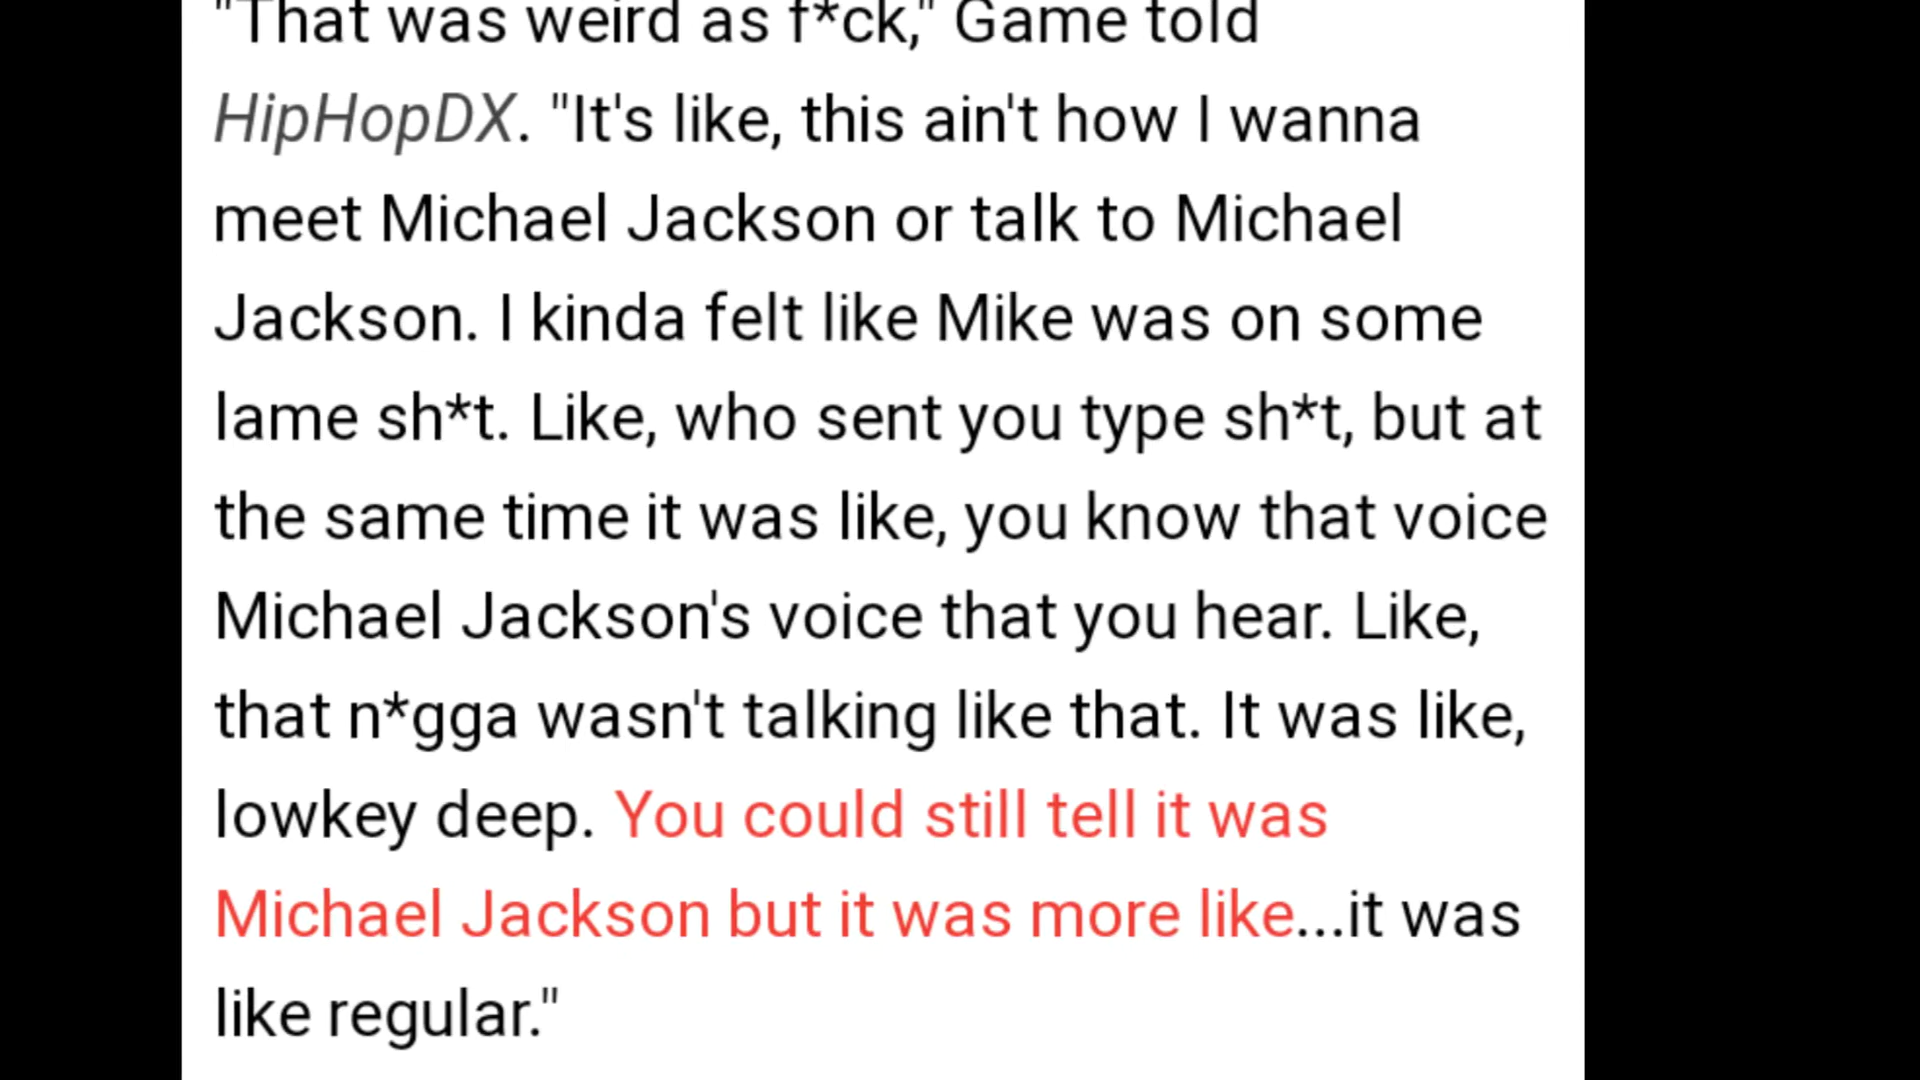 "That was weird as f*ck," Game told
HipHopDX. "It's like, this ain't how I wanna
meet Michael Jackson or talk to Michael
Jackson. I kinda felt like Mike was on some
lame sh*t. Like, who sent you type sh*t, but at
the same time it was like, you know that voice
Michael Jackson's voice that you hear. Like,
that n*gga wasn't talking like that. It was like,
lowkey deep. You could still tell it was
Michael Jackson but it was more like...it was
like regular."